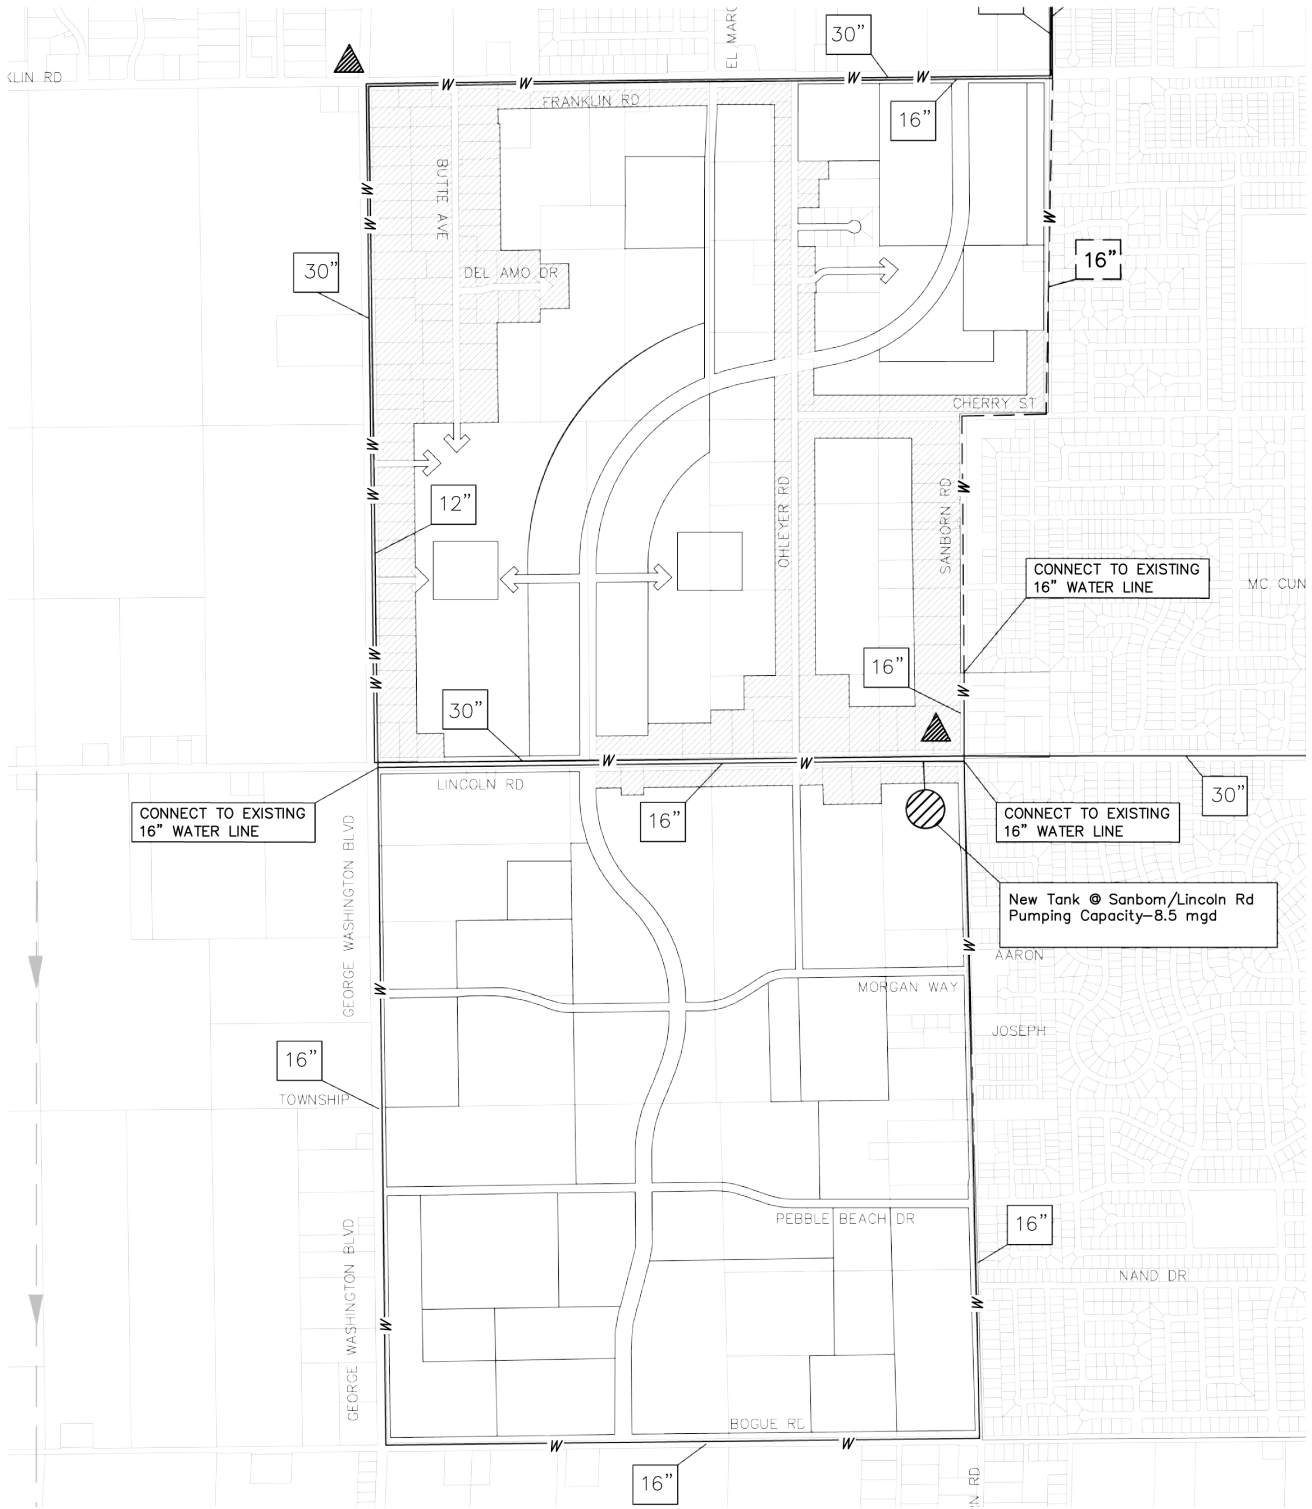 EL MARC
30"
KLIN RD
W
W
W
W
FRANKLIN RD
16"
BUTTE AVE
W
W
W
30"
16"
DEL AMO DR
CHERRY ST
W
W
12"
OHLEYER RD
SANBORN RD
W
CONNECT TO EXISTING
16" WATER LINE
MC CUN
W
W
16"
W
30"
W
W
LINCOLN RD
16"
30"
CONNECT TO EXISTING
16" WATER LINE
CONNECT TO EXISTING
16" WATER LINE
GEORGE WASHINGTON BLVD
New Tank @ Sanborn/Lincoln Rd
Pumping Capacity-8.5 mgd
W
AARON
W
MORGAN WAY
JOSEPH
16"
TOWNSHIP
PEBBLE BEACH DR
16"
GEORGE WASHINGTON BLVD
NAND DR
W
W
BOGUE RD
W
W
16"
N RD